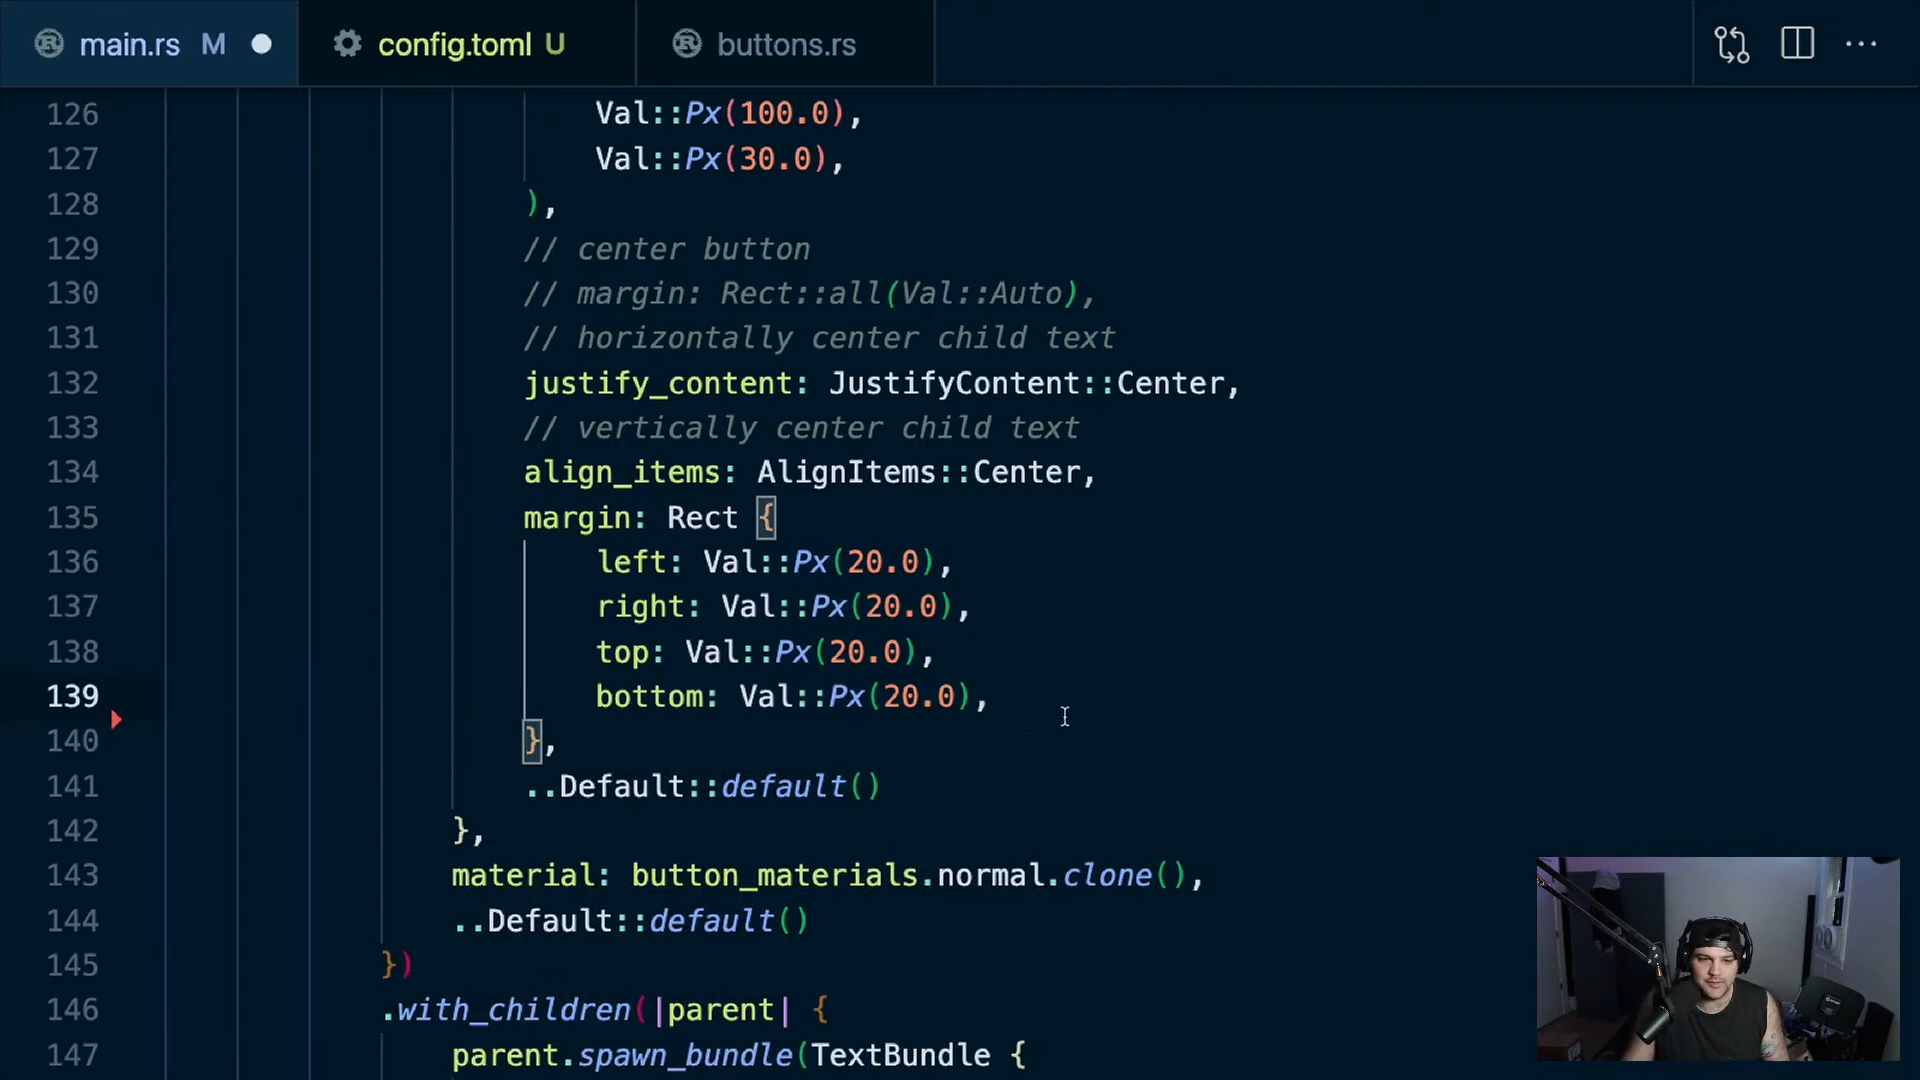 main.rs M
config.toml U
buttons.rs
126 Val::Px(100.0),
127 Val::Px(30.0),
128 ),
129 // center button
130 // margin: Rect::all(Val::Auto),
131 // horizontally center child text
132 justify_content: JustifyContent::Center,
133 // vertically center child text
134 align_items: AlignItems::Center,
135 margin: Rect {
136 left: Val::Px(20.0),
137 right: Val::Px(20.0),
138 top: Val::Px(20.0),
139 bottom: Val::Px(20.0),
140 },
141 ..Default::default()
142 },
143 material: button_materials.normal.clone(),
144 ..Default::default()
145 })
146 .with_children(|parent| {
147 parent.spawn_bundle(TextBundle {